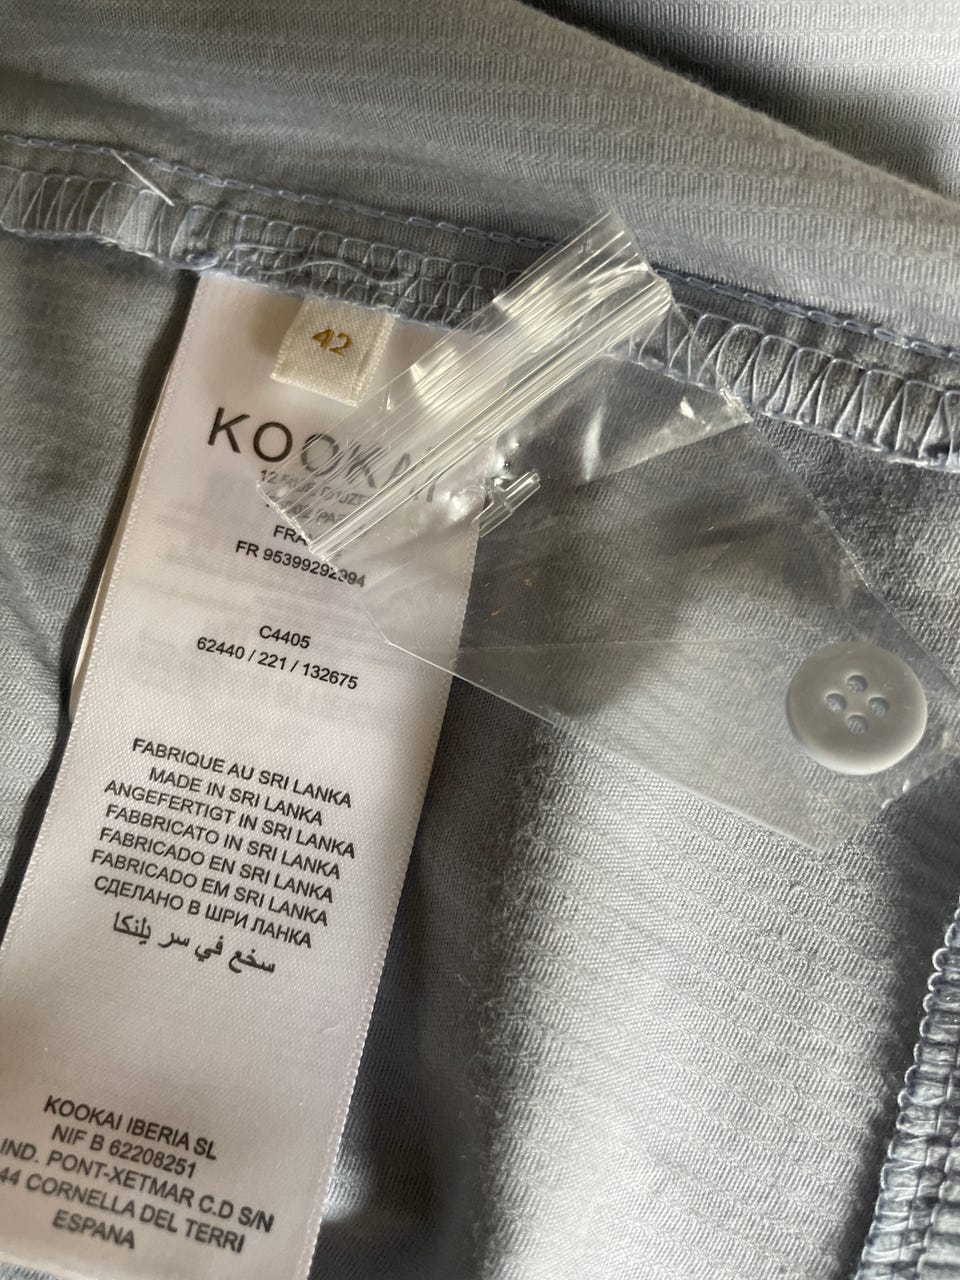 42
KOOKAI
FR 95399292994
C4405
62440 / 221 / 132675
FABRIQUE AU SRI LANKA
MADE IN SRI LANKA
ANGEFERTIGT IN SRI LANKA
FABBRICATO IN SRI LANKA
FABRICADO EN SRI LANKA
FABRICADO EM SRI LANKA
СДЕЛАНО В ШРИ ЛАНКА
سخع في سر يلنكا
KOOKAI IBERIA SL
NIF B 62208251
IND. PONT-XETMAR C.D S/N
44 CORNELLA DEL TERRI
ESPANA